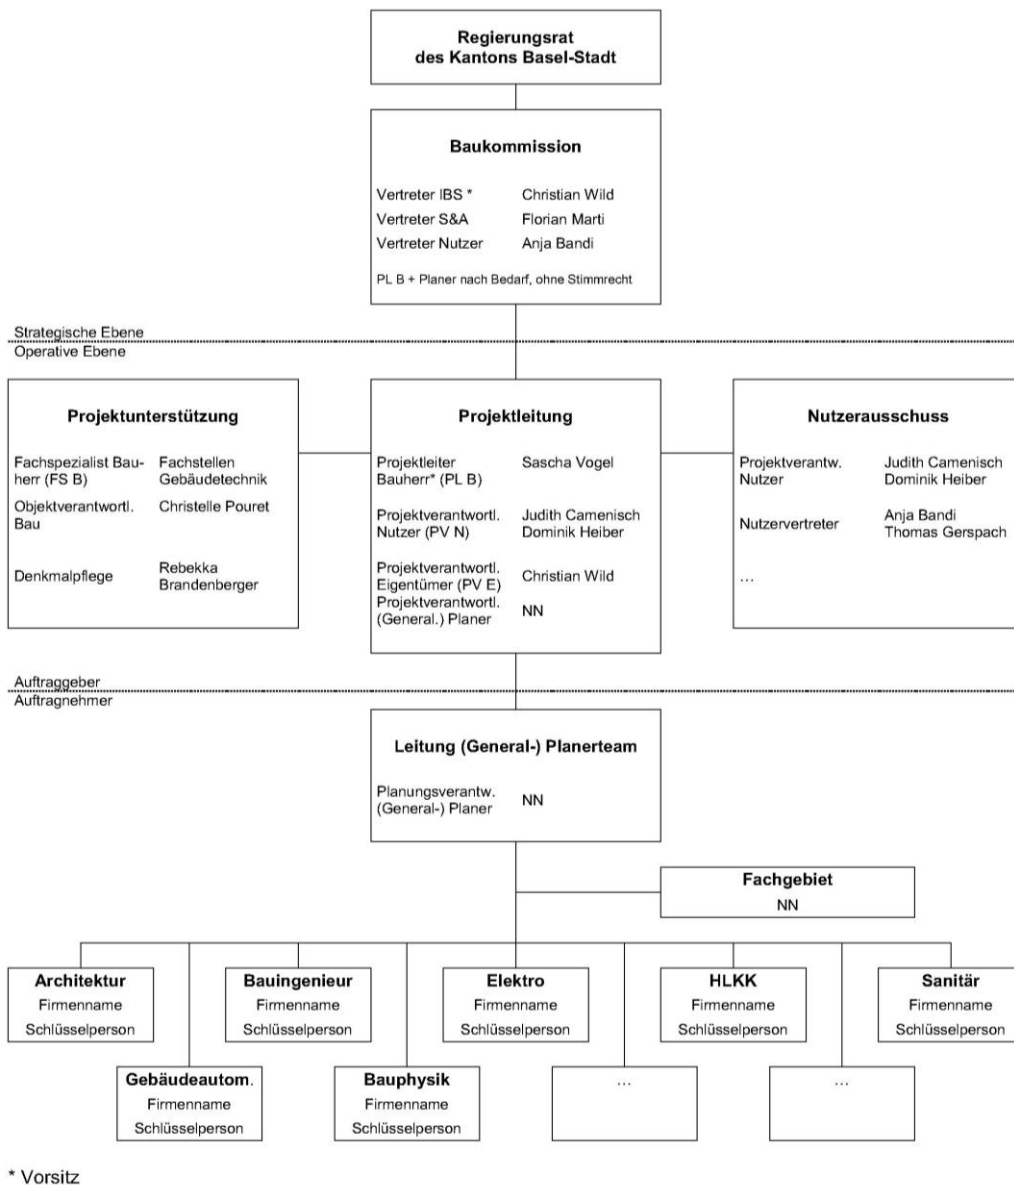 Regierungsrat
des Kantons Basel-Stadt
Baukommission
Vertreter IBS * Christian Wild
Vertreter S&A Florian Marti
Vertreter Nutzer Anja Bandi
PL B + Planer nach Bedarf, ohne Stimmrecht
Strategische Ebene
Operative Ebene
Projektunterstützung
Fachspezialist Bau- Fachstellen
herr (FS B) Gebäudetechnik
Objektverantwortl. Christelle Pouret
Bau
Denkmalpflege Rebekka
Brandenberger
Projektleitung
Projektleiter Sascha Vogel
Bauherr* (PL B)
Projektverantwortl. Judith Camenisch
Nutzer (PV N) Dominik Heiber
Projektverantwortl. Christian Wild
Eigentümer (PV E)
Projektverantwortl. NN
(General.) Planer
Nutzerausschuss
Projektverantw. Judith Camenisch
Nutzer Dominik Heiber
Nutzervertreter Anja Bandi
Thomas Gerspach
...
Auftraggeber
Auftragnehmer
Leitung (General-) Planerteam
Planungsverantw. NN
(General-) Planer
Fachgebiet
NN
Architektur
Firmenname
Schlüsselperson
Bauingenieur
Firmenname
Schlüsselperson
Elektro
Firmenname
Schlüsselperson
HLKK
Firmenname
Schlüsselperson
Sanitär
Firmenname
Schlüsselperson
Gebäudeautom.
Firmenname
Schlüsselperson
Bauphysik
Firmenname
Schlüsselperson
...
...
* Vorsitz